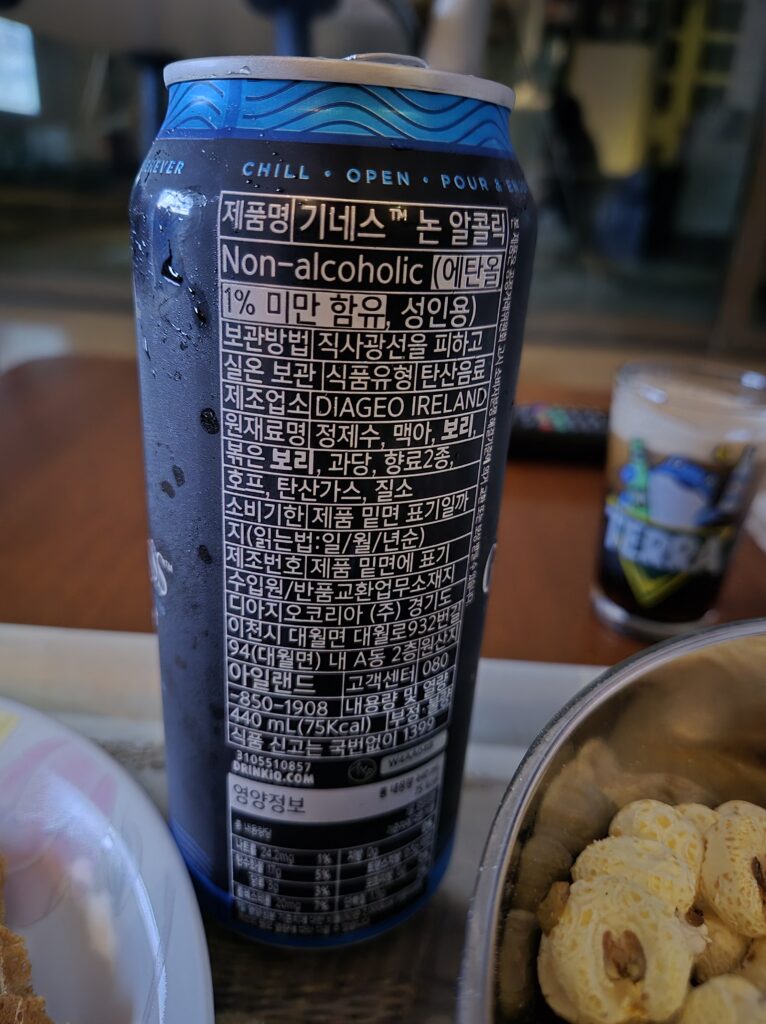 CHILL • OPEN • POUR &
제품명 기네스™ 논 알콜릭
Non-alcoholic (에탄올
1% 미만 함유, 성인용)
보관방법 직사광선을 피하고
실온 보관 식품유형 탄산음료
제조업소 DIAGEO IRELAND
원재료명 정제수, 맥아, 보리,
볶은 보리, 과당, 향료2종,
호프, 탄산가스, 질소
소비기한 제품 밑면 표기일까
지(읽는법:일/월/년순)
제조번호 제품 밑면에 표기
수입원/반품교환업무소재지
디아지오코리아 (주) 경기도
이천시 대월면 대월로932번길
94(대월면) 내 A동 2층 원산지
아일랜드 고객센터 080
-850-1908 내용량 및 열량
440 mL(75Kcal) 부정·불량
식품 신고는 국번없이 1399
3105510857
DRINKiQ.COM
영양정보
TERRA